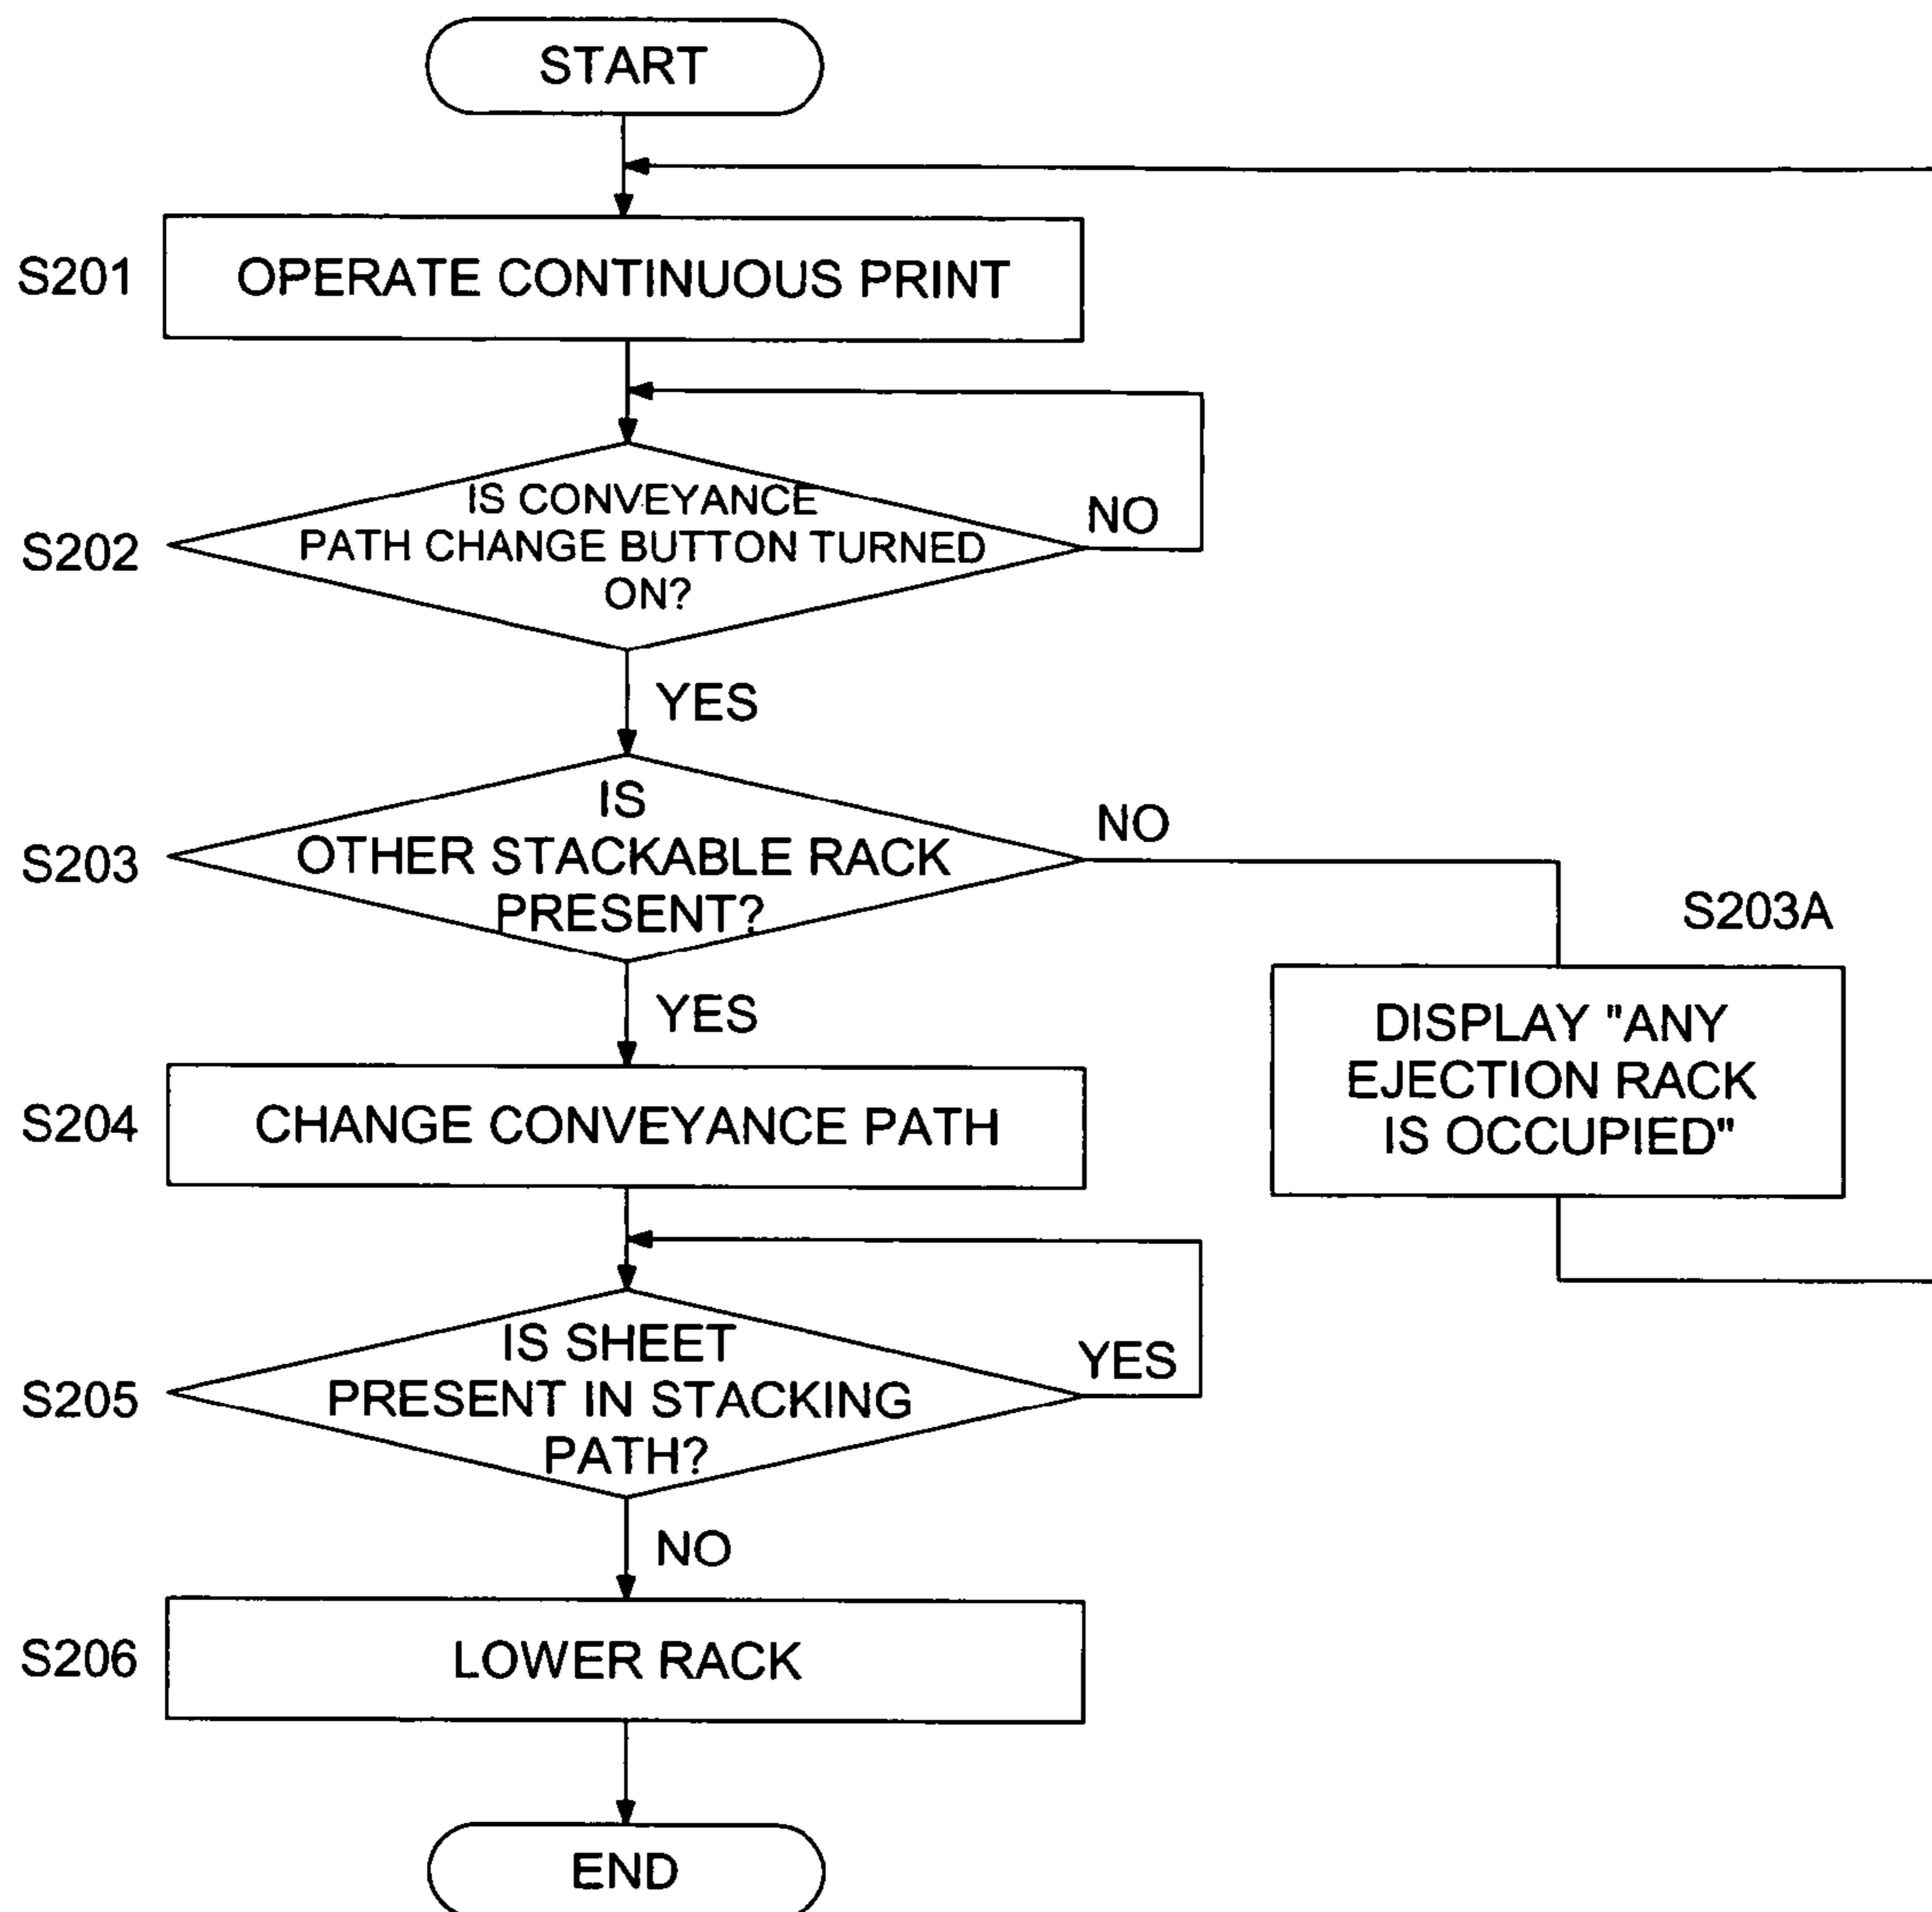 START
S201
OPERATE CONTINUOUS PRINT
S202
IS CONVEYANCE
PATH CHANGE BUTTON TURNED
ON?
NO
YES
S203
IS
OTHER STACKABLE RACK
PRESENT?
NO
YES
S203A
DISPLAY "ANY
EJECTION RACK
IS OCCUPIED"
S204
CHANGE CONVEYANCE PATH
S205
IS SHEET
PRESENT IN STACKING
PATH?
YES
NO
S206
LOWER RACK
END